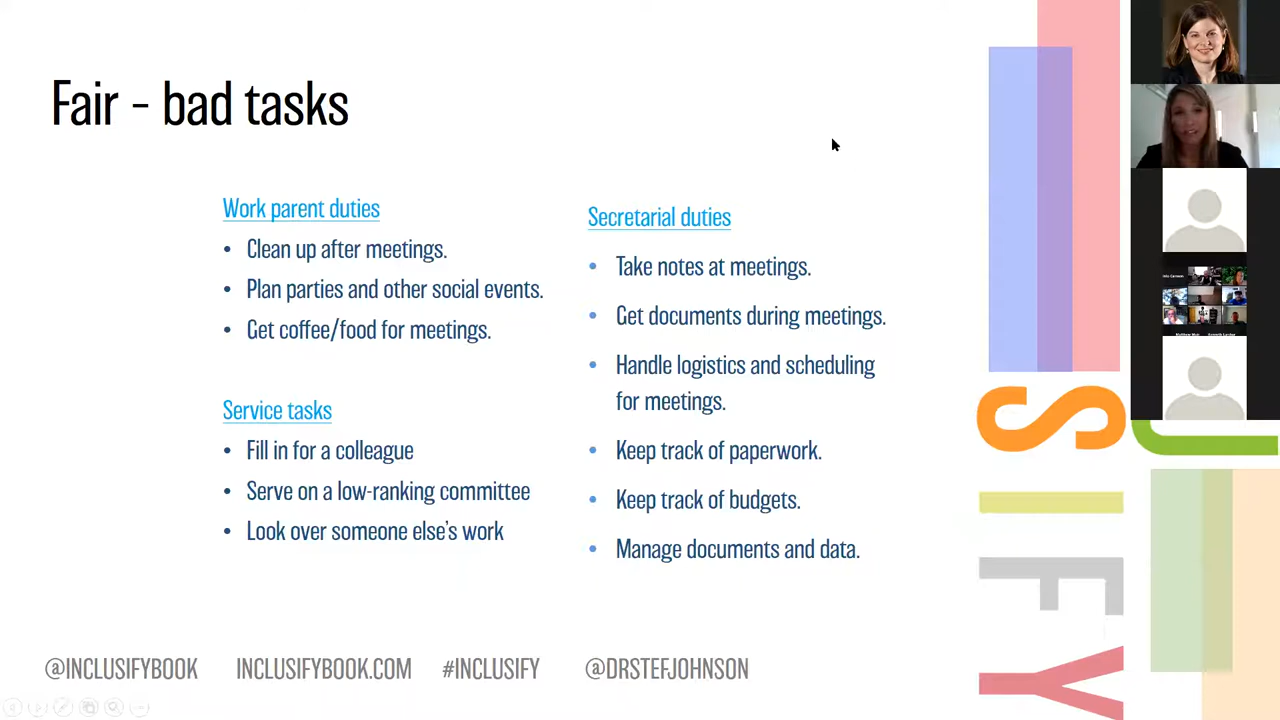 Fair - bad tasks
Work parent duties
• Clean up after meetings.
• Plan parties and other social events.
• Get coffee/food for meetings.
Service tasks
• Fill in for a colleague
• Serve on a low-ranking committee
• Look over someone else's work
Secretarial duties
• Take notes at meetings.
• Get documents during meetings.
• Handle logistics and scheduling
for meetings.
• Keep track of paperwork.
• Keep track of budgets.
• Manage documents and data.
@INCLUSIFYBOOK INCLUSIFYBOOK.COM #INCLUSIFY @DRSTEFJOHNSON
SIFY